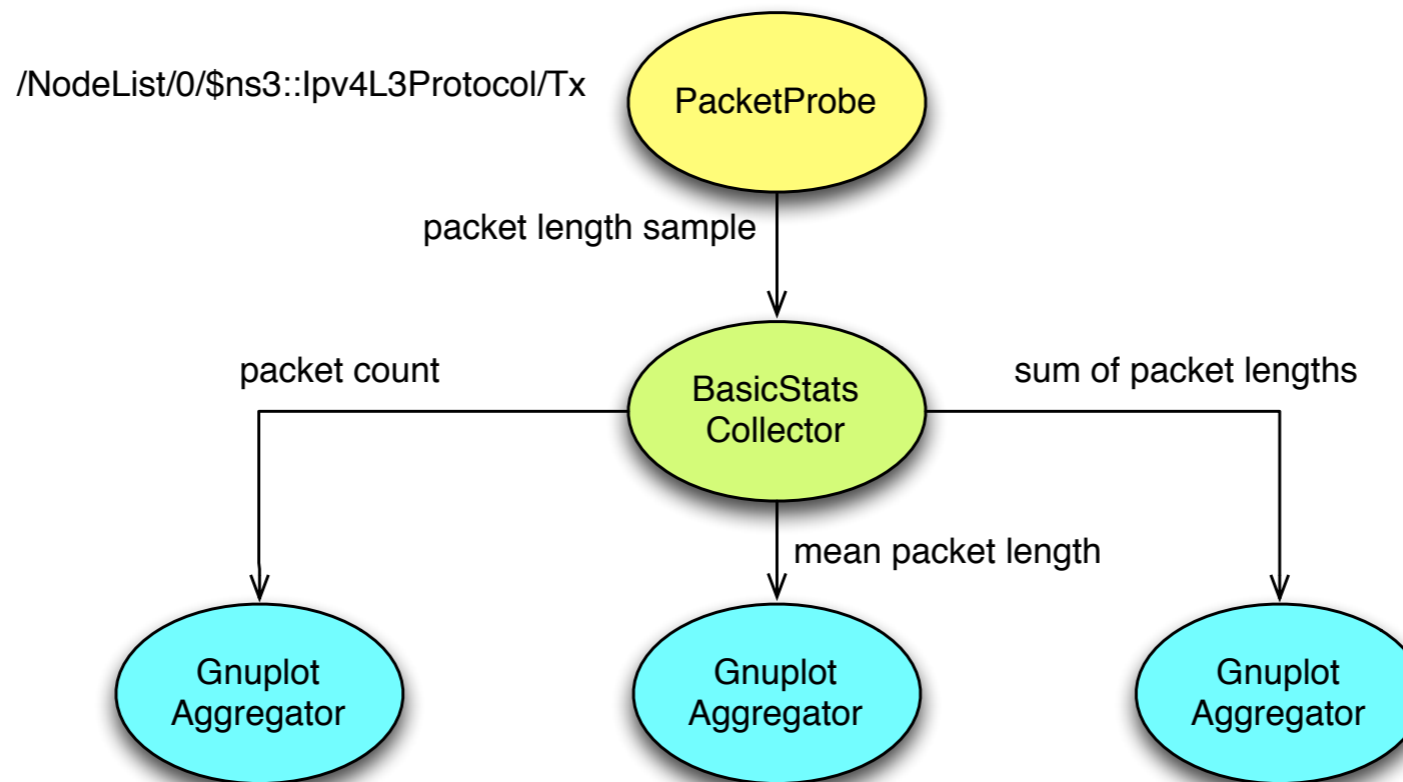 /NodeList/0/$ns3::Ipv4L3Protocol/Tx
PacketProbe
packet length sample
packet count
BasicStats
Collector
sum of packet lengths
mean packet length
Gnuplot
Aggregator
Gnuplot
Aggregator
Gnuplot
Aggregator